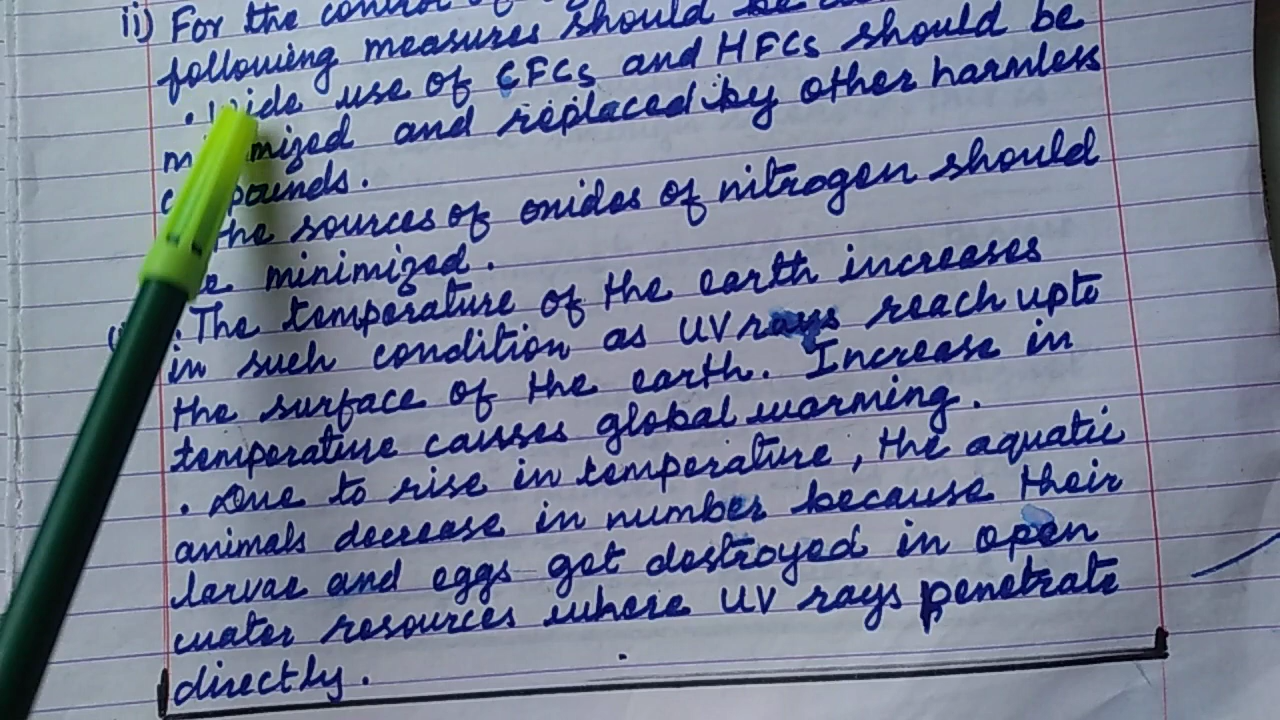 ii) For the control of
following measures should be
. Wide use of CFCs and HFCs should be
and replaced by other harmless
.
the sources of oxides of nitrogen should
minimized.
. The temperature of the earth increases
in such condition as UV rays reach upto
the surface of the earth. Increase in
temperature causes global warming.
. Due to rise in temperature, the aquatic
animals decrease in number because their
larvae and eggs get destroyed in open
water resources where UV rays penetrate
directly.